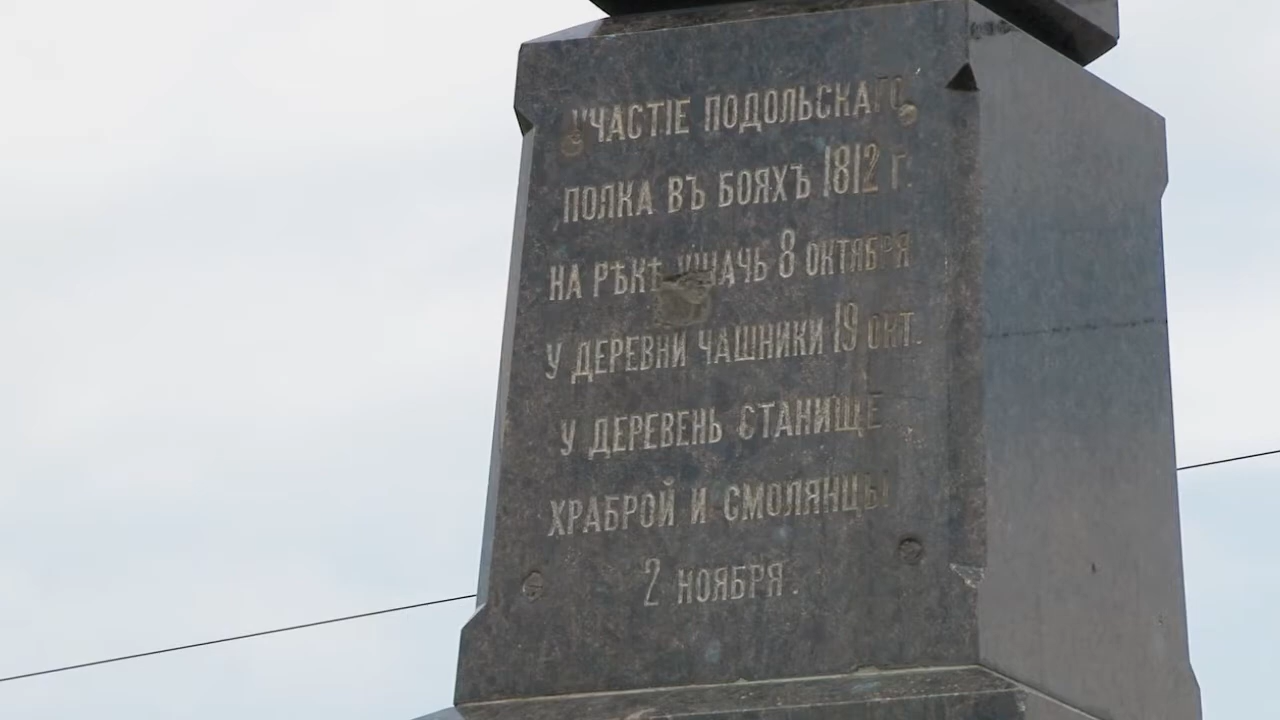 УЧАСТІЕ ПОДОЛЬСКАГО
ПОЛКА ВЪ БОЯХЪ 1812 Г.
НА РѢКѢ УШАЧЬ 8 ОКТЯБРЯ
У ДЕРЕВНИ ЧАШНИКИ 19 ОКТ.
У ДЕРЕВЕНЬ СТАНИЩЕ
ХРАБРОЙ И СМОЛЯНЦЫ
2 НОЯБРЯ.